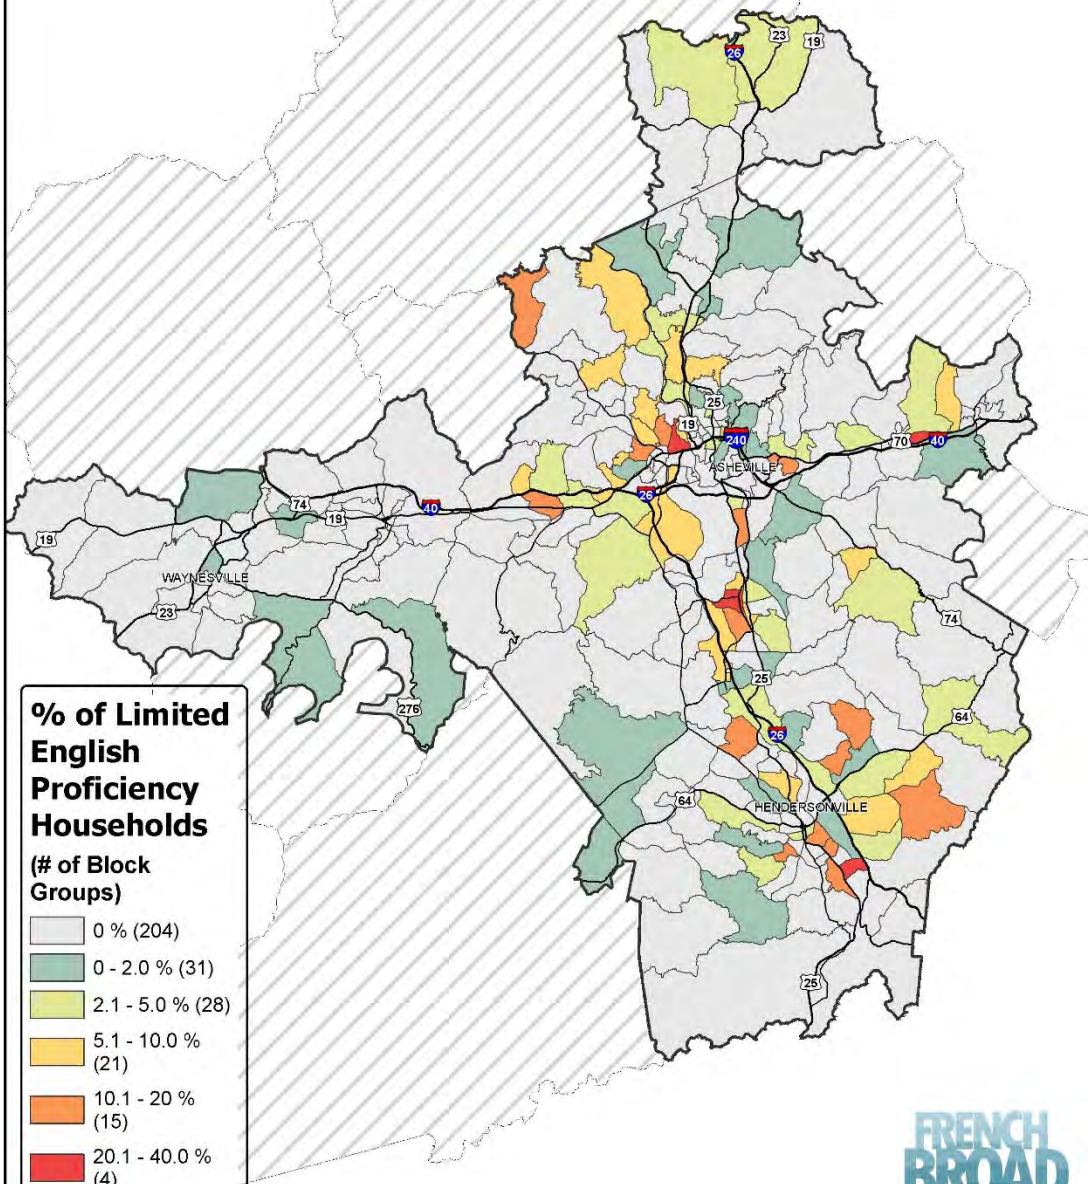 23
19
26
25
19
240
70
40
ASHEVILLE
26
74
19
40
19
WAYNESVILLE
23
74
25
276
64
26
64
HENDERSONVILLE
25
% of Limited
English
Proficiency
Households
(# of Block
Groups)
0 % (204)
0 - 2.0 % (31)
2.1 - 5.0 % (28)
5.1 - 10.0 %
(21)
10.1 - 20 %
(15)
20.1 - 40.0 %
(4)
FRENCH
BROAD